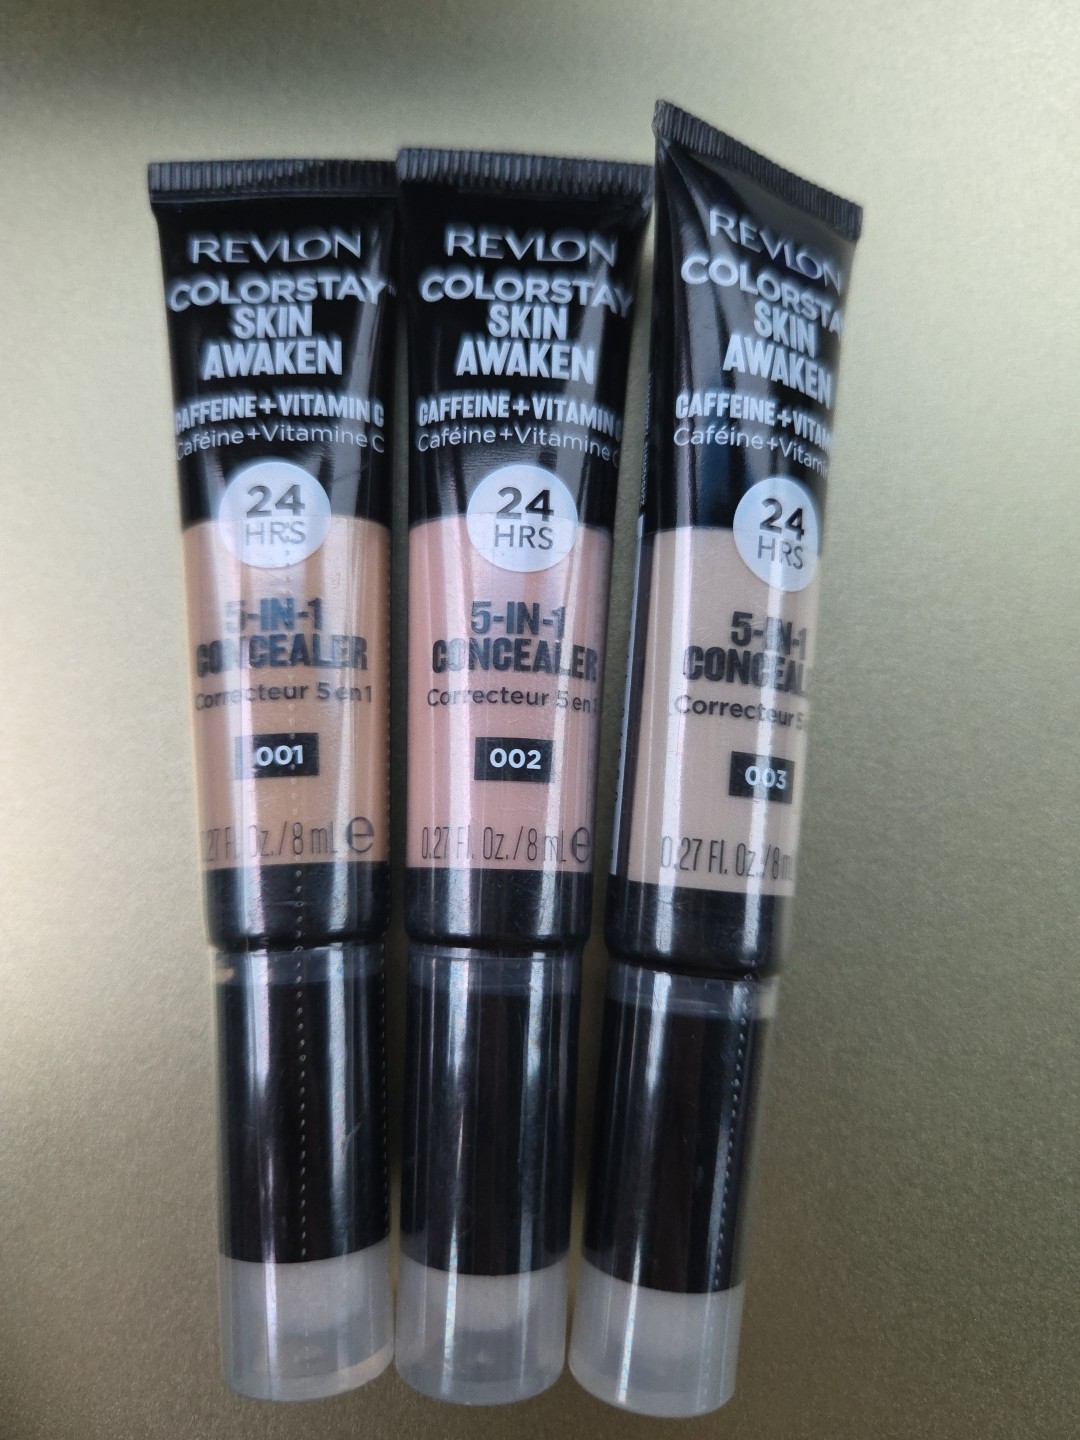 REVLON
COLORSTAY™
SKIN
AWAKEN
CAFFEINE+VITAMIN C
Caféine+Vitamine C
24
HRS
5-IN-1
CONCEALER
Correcteur 5 en 1
001
.27 Fl. Oz./8 mL e
REVLON
COLORSTAY
SKIN
AWAKEN
CAFFEINE+VITAMIN C
Caféine+Vitamine C
24
HRS
5-IN-1
CONCEALER
Correcteur 5 en 1
002
0.27 Fl. Oz./8 mL e
REVLON
COLORSTA
SKIN
AWAKEN
CAFFEINE+VITAM
Caféine+Vitami
24
HRS
5-IN-1
CONCEAL
Correcteur 5
003
0.27 Fl. Oz./8 m